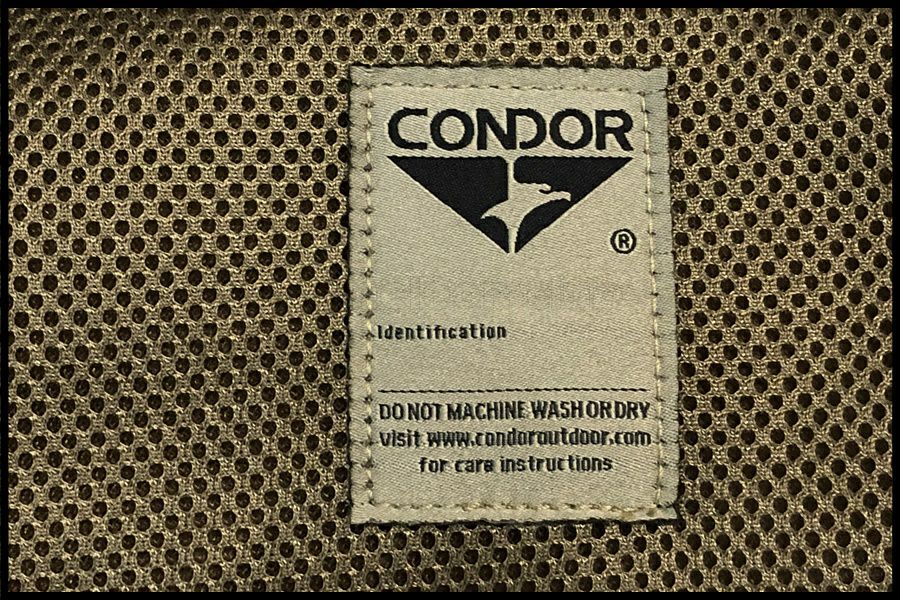 CONDOR
®
Identification
DO NOT MACHINE WASH OR DRY
visit www.condoroutdoor.com
for care instructions